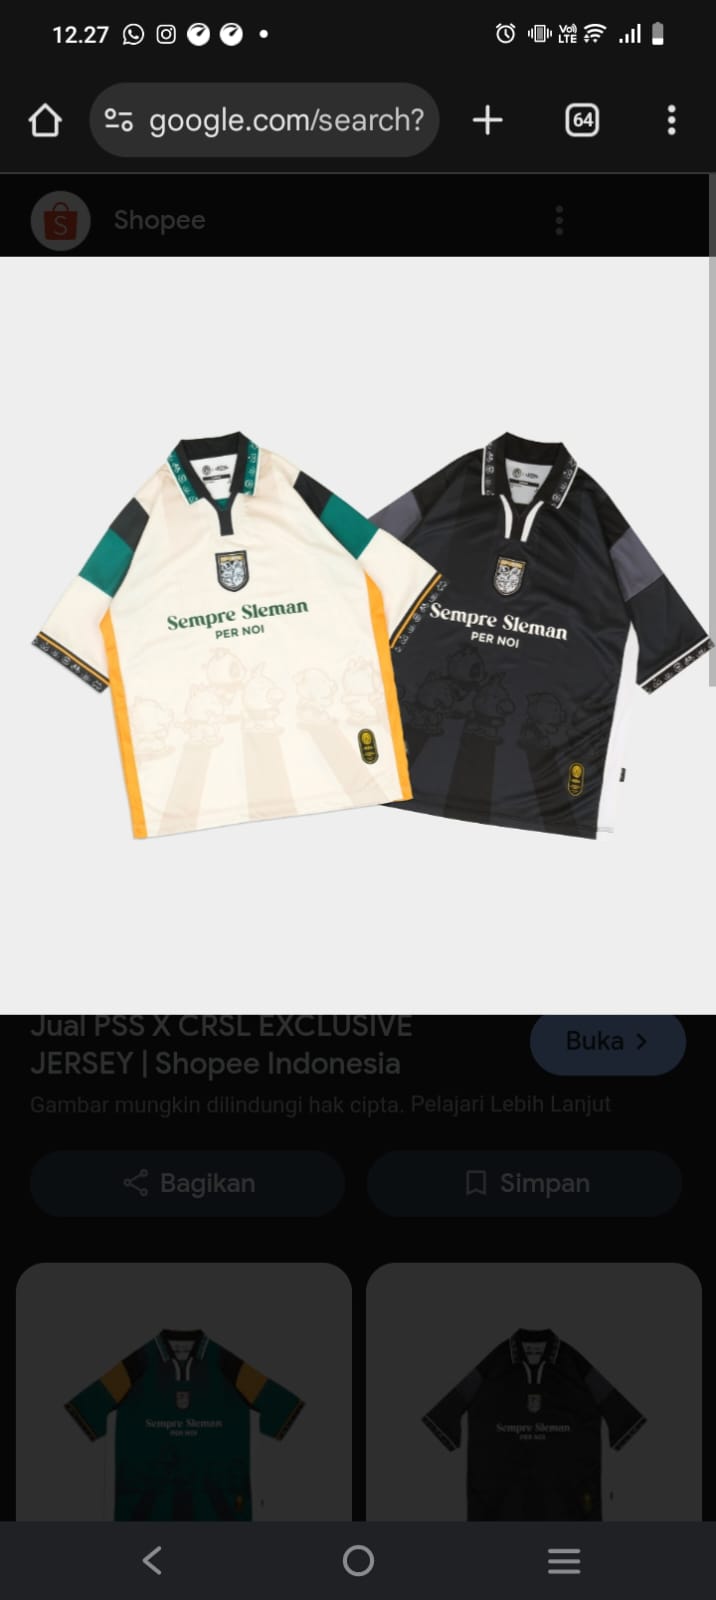 12.27
Vo)
LTE
google.com/search?
64
Shopee
Sempre Sleman
PER NOI
Sempre Sleman
PER NOI
Jual PSS X CRSL EXCLUSIVE
JERSEY | Shopee Indonesia
Buka
Gambar mungkin dilindungi hak cipta. Pelajari Lebih Lanjut
Bagikan
Simpan
Sempre Sleman
PER NOI
Sempre Sleman
PER NOI